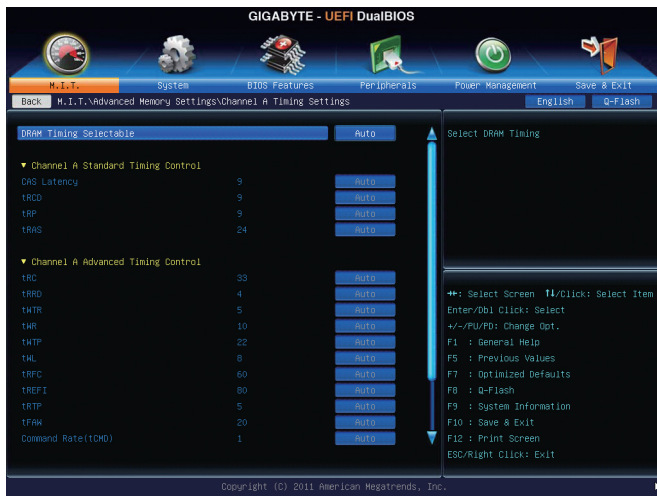 GIGABYTE - UEFI DualBIOS
M.I.T. System BIOS Features Peripherals Power Management Save & Exit
Back M.I.T.\Advanced Memory Settings\Channel A Timing Settings English Q-Flash
DRAM Timing Selectable Auto
▼ Channel A Standard Timing Control
CAS Latency 9 Auto
tRCD 9 Auto
tRP 9 Auto
tRAS 24 Auto
▼ Channel A Advanced Timing Control
tRC 33 Auto
tRRD 4 Auto
tWTR 5 Auto
tWR 10 Auto
tWTP 22 Auto
tWL 8 Auto
tRFC 60 Auto
tREFI 80 Auto
tRTP 5 Auto
tFAW 20 Auto
Command Rate(tCMD) 1 Auto
Select DRAM Timing
→←: Select Screen ↑↓/Click: Select Item
Enter/Dbl Click: Select
+/-/PU/PD: Change Opt.
F1 : General Help
F5 : Previous Values
F7 : Optimized Defaults
F8 : Q-Flash
F9 : System Information
F10 : Save & Exit
F12 : Print Screen
ESC/Right Click: Exit
Copyright (C) 2011 American Megatrends, Inc.